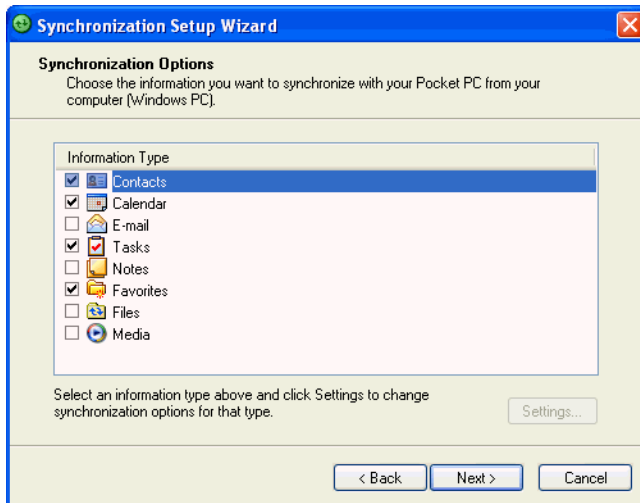 Synchronization Setup Wizard
Synchronization Options
Choose the information you want to synchronize with your Pocket PC from your
computer (Windows PC).
Information Type
Contacts
Calendar
E-mail
Tasks
Notes
Favorites
Files
Media
Select an information type above and click Settings to change
synchronization options for that type.
Settings...
< Back
Next >
Cancel